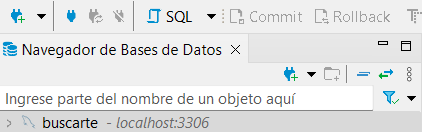 SQL Commit Rollback
Navegador de Bases de Datos
Ingrese parte del nombre de un objeto aquí
buscarte - localhost:3306